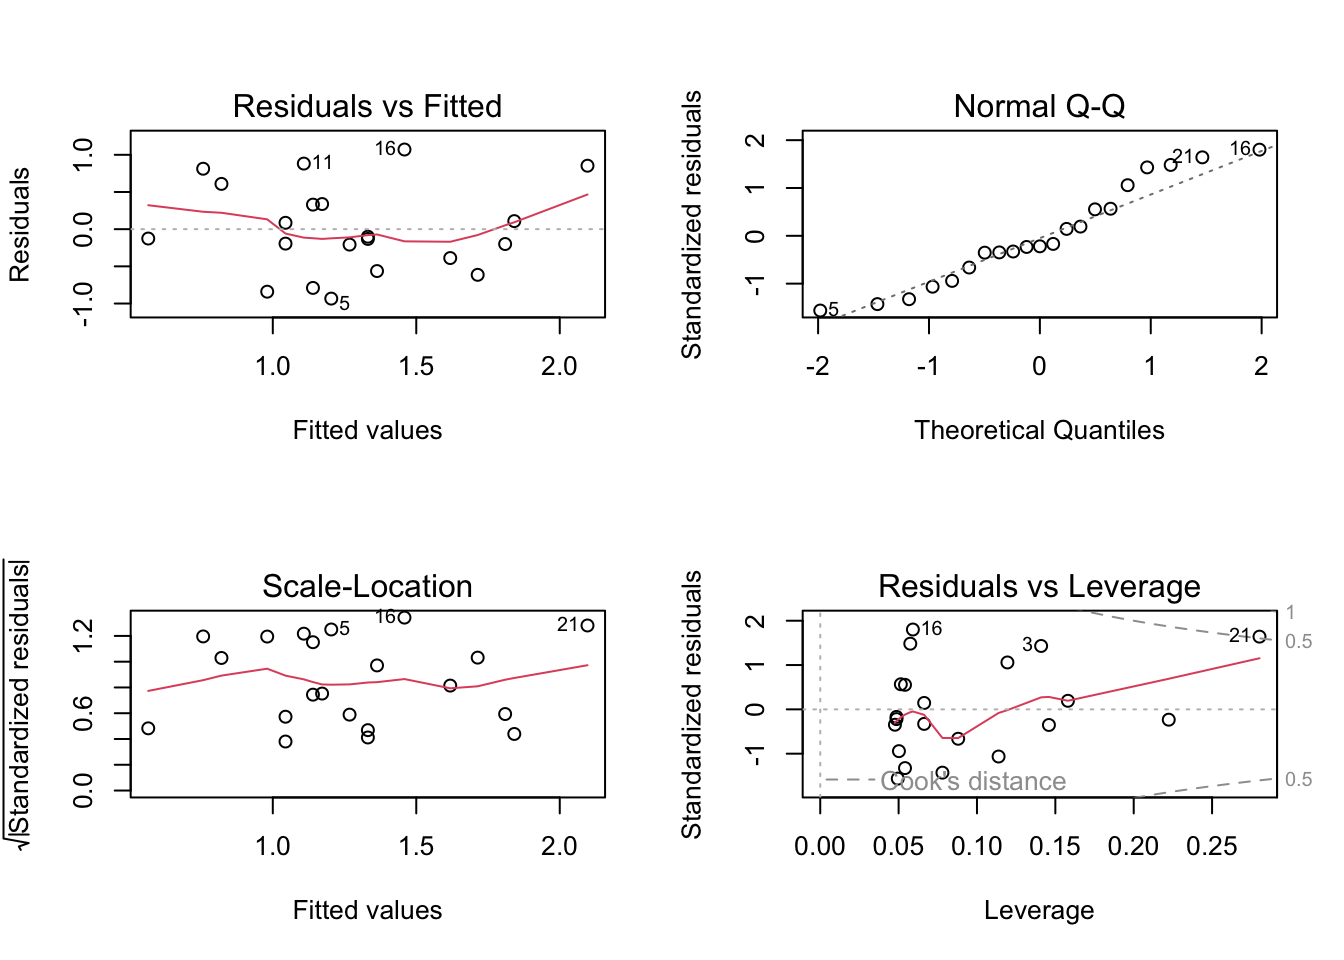 Residuals vs Fitted
Residuals
1.0
0.0
-1.0
11
16
5
1.0 1.5 2.0
Fitted values
Normal Q-Q
Standardized residuals
2
1
0
-1
21
16
5
-2 -1 0 1 2
Theoretical Quantiles
Scale-Location
√|Standardized residuals|
1.2
0.6
0.0
16
5
21
1.0 1.5 2.0
Fitted values
Residuals vs Leverage
Standardized residuals
2
1
0
-1
16
3
21
1
0.5
0.5
Cook's distance
0.00 0.05 0.10 0.15 0.20 0.25
Leverage